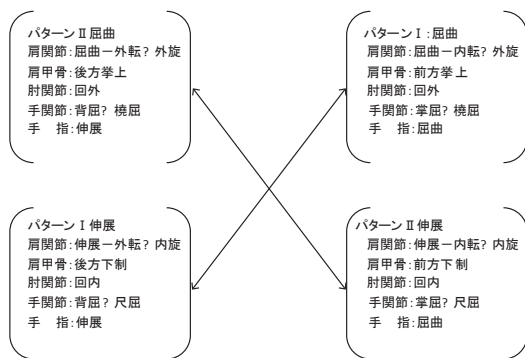 パターンⅡ屈曲
肩関節:屈曲－外転? 外旋
肩甲骨:後方挙上
肘関節:回外
手関節:背屈? 橈屈
手　指:伸展
パターンⅠ:屈曲
肩関節:屈曲－内転? 外旋
肩甲骨:前方挙上
肘関節:回外
手関節:掌屈? 橈屈
手　指:屈曲
パターンⅠ伸展
肩関節:伸展－外転? 内旋
肩甲骨:後方下制
肘関節:回内
手関節:背屈? 尺屈
手　指:伸展
パターンⅡ伸展
肩関節:伸展－内転? 内旋
肩甲骨:前方下制
肘関節:回内
手関節:掌屈? 尺屈
手　指:屈曲